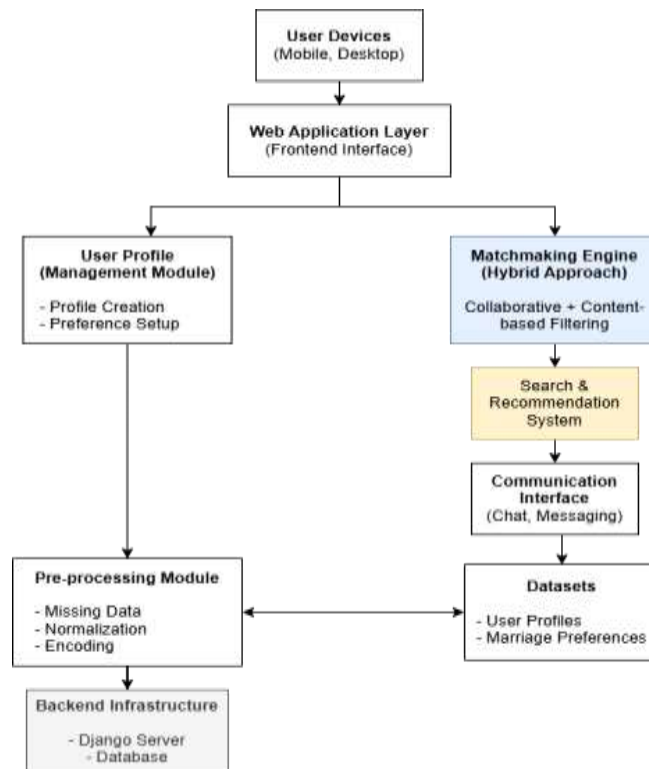 User Devices
(Mobile, Desktop)
Web Application Layer
(Frontend Interface)
User Profile
(Management Module)
- Profile Creation
- Preference Setup
Matchmaking Engine
(Hybrid Approach)
Collaborative + Content-
based Filtering
Search &
Recommendation
System
Communication
Interface
(Chat, Messaging)
Pre-processing Module
- Missing Data
- Normalization
- Encoding
Datasets
- User Profiles
- Marriage Preferences
Backend Infrastructure
- Django Server
- Database